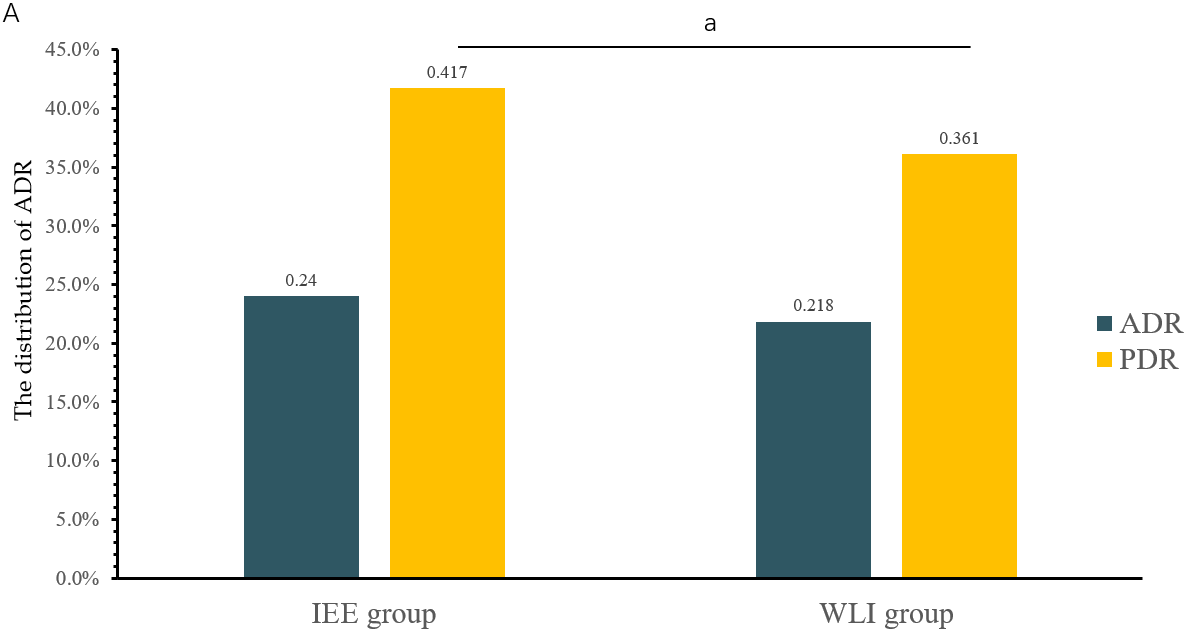 A
a
45.0%
40.0%
35.0%
30.0%
25.0%
20.0%
15.0%
10.0%
5.0%
0.0%
The distribution of ADR
0.417
0.361
0.24
0.218
ADR
PDR
IEE group
WLI group